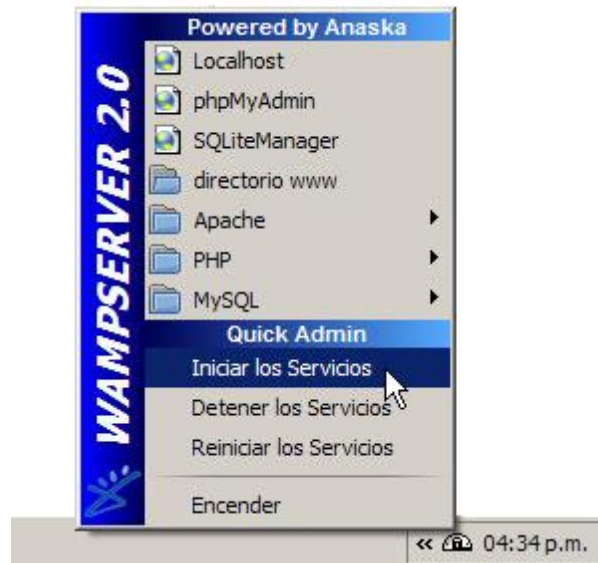 Powered by Anaska
Localhost
phpMyAdmin
SQLiteManager
directorio www
Apache
PHP
MySQL
Quick Admin
Iniciar los Servicios
Detener los Servicios
Reiniciar los Servicios
Encender
WAMPSERVER 2.0
« 04:34 p.m.